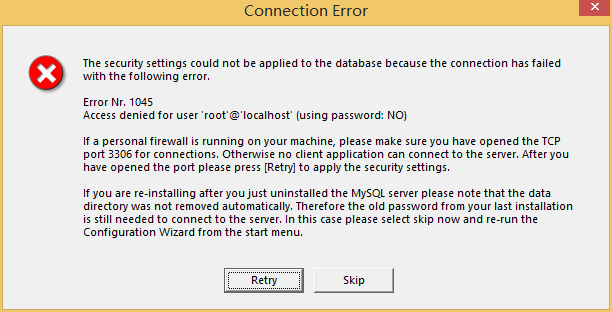 Connection Error
The security settings could not be applied to the database because the connection has failed
with the following error.
Error Nr. 1045
Access denied for user 'root'@'localhost' (using password: NO)
If a personal firewall is running on your machine, please make sure you have opened the TCP
port 3306 for connections. Otherwise no client application can connect to the server. After you
have opened the port please press [Retry] to apply the security settings.
If you are re-installing after you just uninstalled the MySQL server please note that the data
directory was not removed automatically. Therefore the old password from your last installation
is still needed to connect to the server. In this case please select skip now and re-run the
Configuration Wizard from the start menu.
Retry
Skip